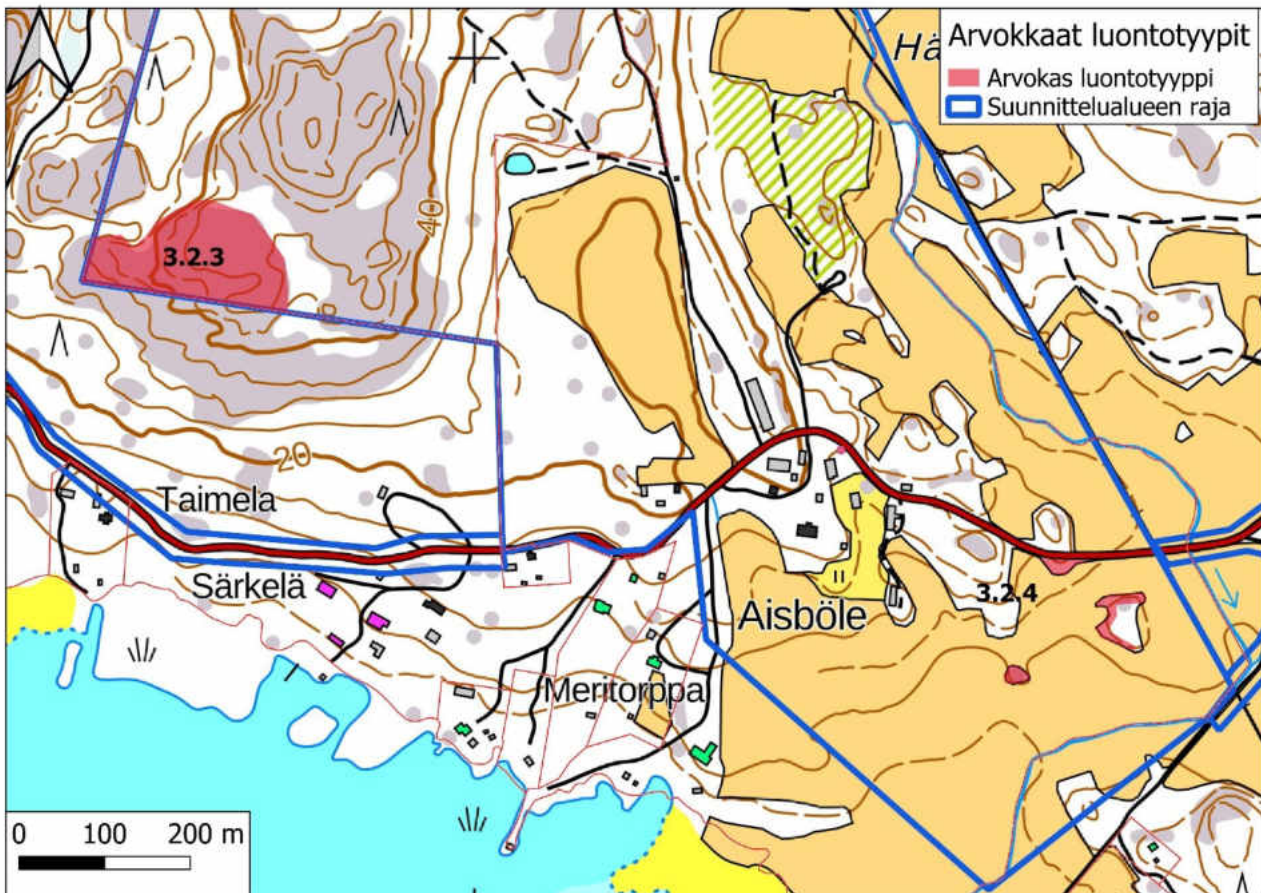 Arvokkaat luontotyypit
Arvokas luontotyyppi
Suunnittelualueen raja
Hä
40
3.2.3
20
Taimela
Särkelä
3.2.4
Aisböle
Meritorppa
0 100 200 m